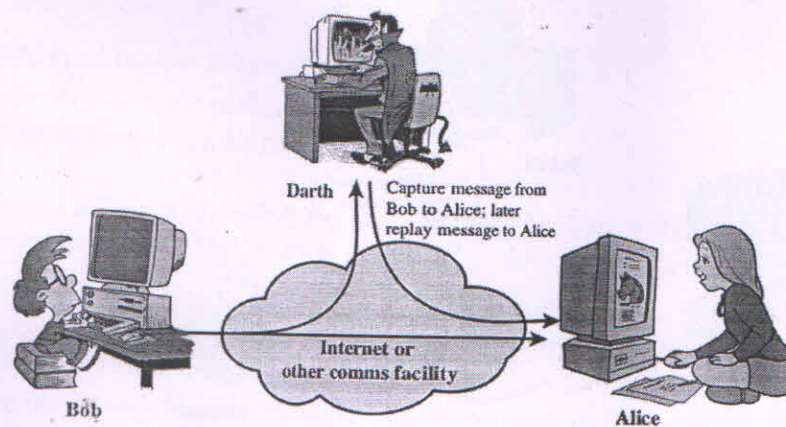 Darth
Capture message from
Bob to Alice; later
replay message to Alice
Internet or
other comms facility
Bob
Alice